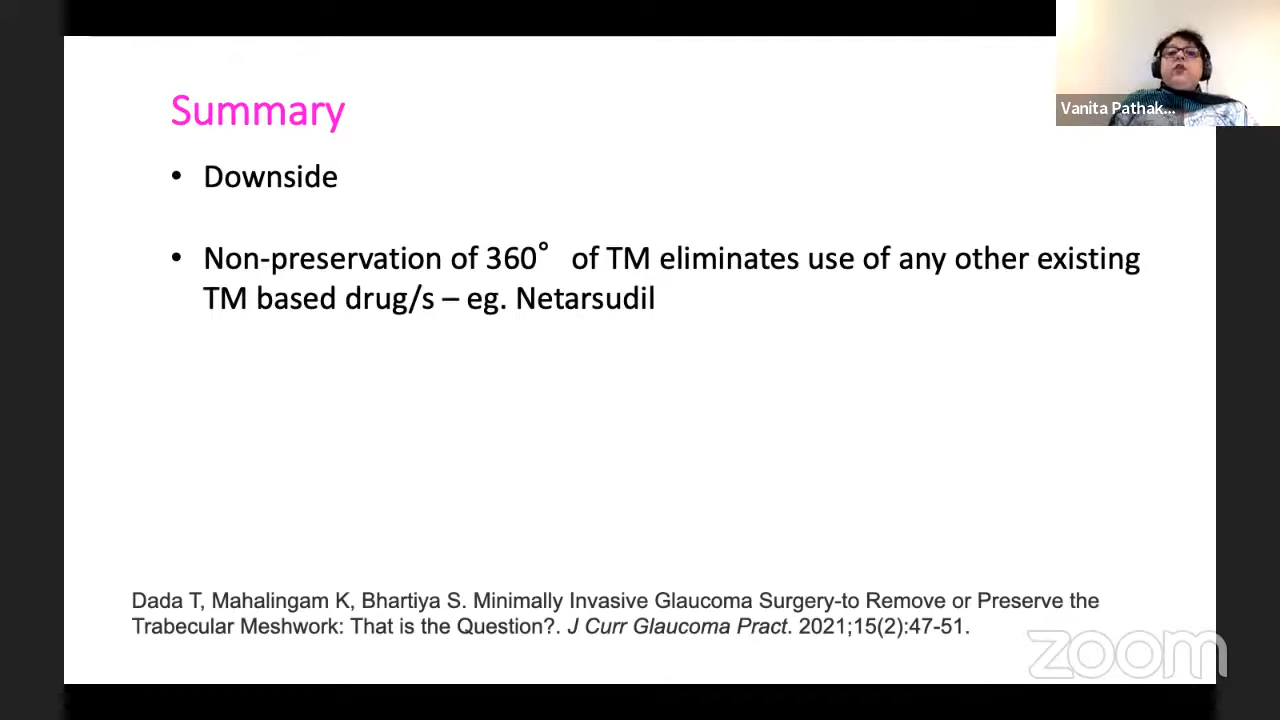 Vanita Pathak...
Summary
• Downside
• Non-preservation of 360° of TM eliminates use of any other existing
TM based drug/s – eg. Netarsudil
Dada T, Mahalingam K, Bhartiya S. Minimally Invasive Glaucoma Surgery-to Remove or Preserve the
Trabecular Meshwork: That is the Question?. J Curr Glaucoma Pract. 2021;15(2):47-51.
zoom